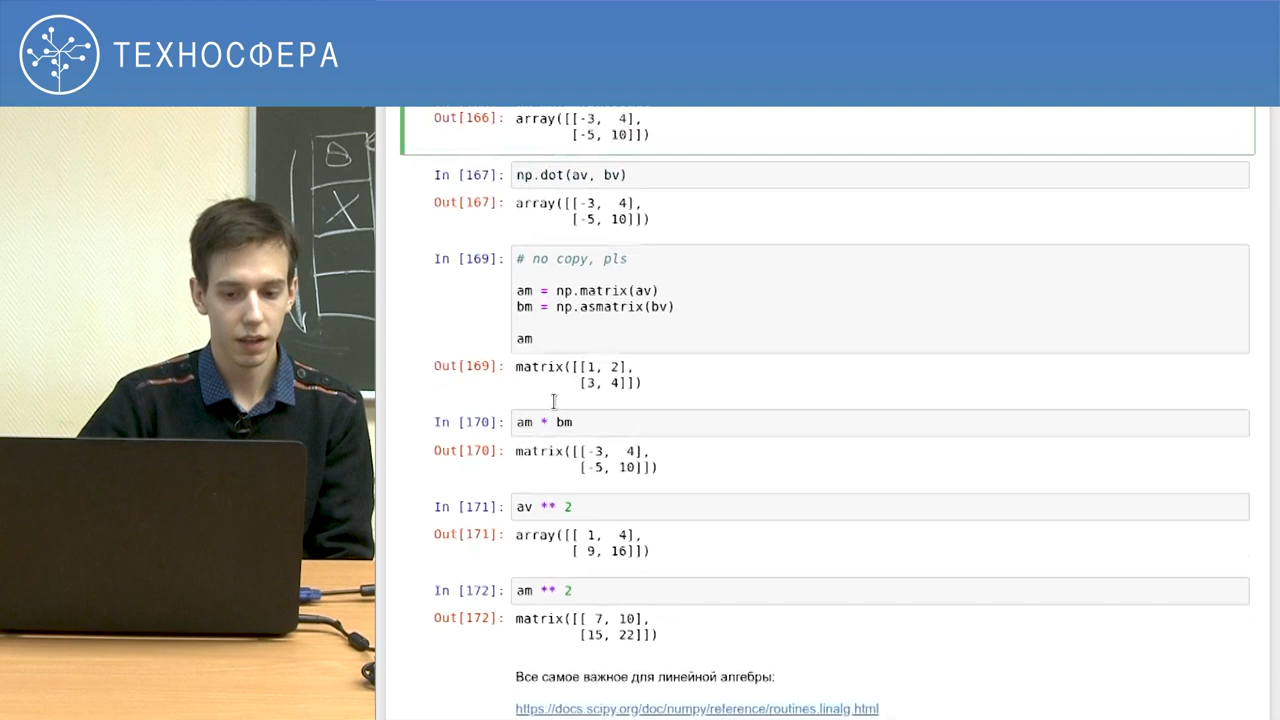 ТЕХНОСФЕРА
Out[166]: array([[-3,  4],
       [-5, 10]])
In [167]: np.dot(av, bv)
Out[167]: array([[-3,  4],
       [-5, 10]])
In [169]: # no copy, pls
am = np.matrix(av)
bm = np.asmatrix(bv)
am
Out[169]: matrix([[1, 2],
        [3, 4]])
In [170]: am * bm
Out[170]: matrix([[-3,  4],
        [-5, 10]])
In [171]: av ** 2
Out[171]: array([[ 1,  4],
       [ 9, 16]])
In [172]: am ** 2
Out[172]: matrix([[ 7, 10],
        [15, 22]])
Все самое важное для линейной алгебры:
https://docs.scipy.org/doc/numpy/reference/routines.linalg.html